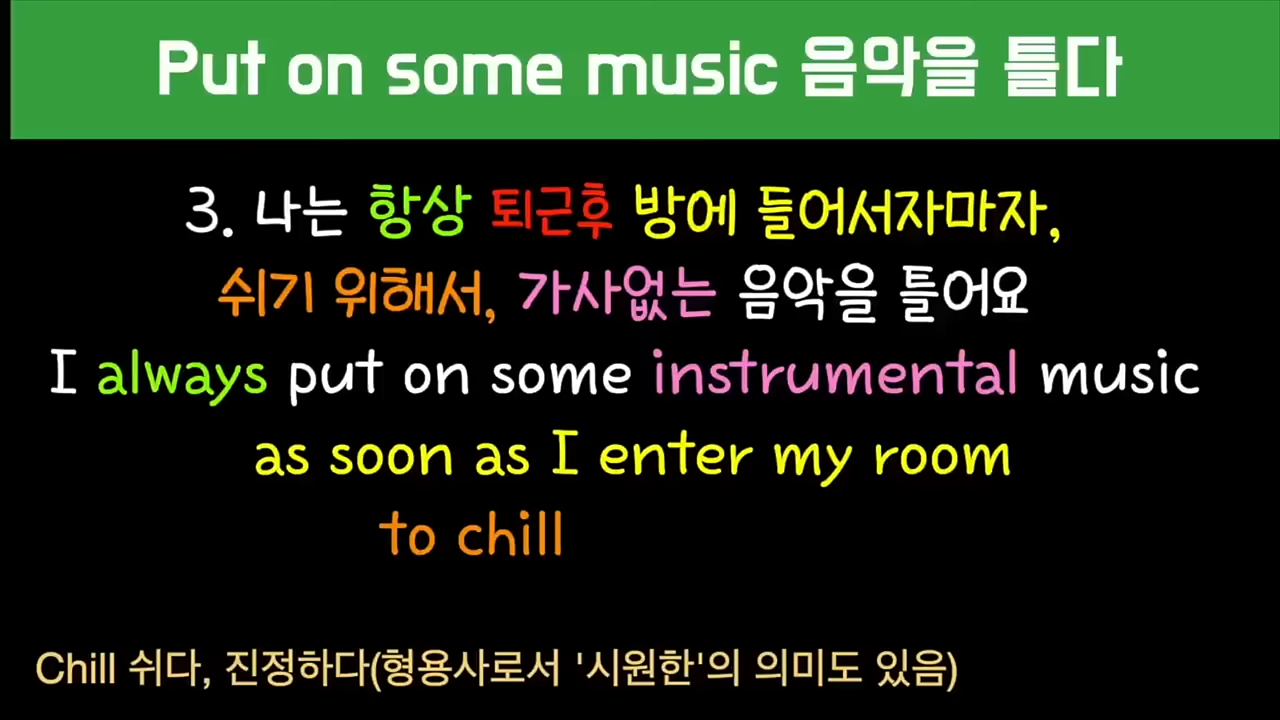 Put on some music 음악을 틀다
3. 나는 항상 퇴근후 방에 들어서자마자,
쉬기 위해서, 가사없는 음악을 틀어요
I always put on some instrumental music
as soon as I enter my room
to chill
Chill 쉬다, 진정하다(형용사로서 '시원한'의 의미도 있음)